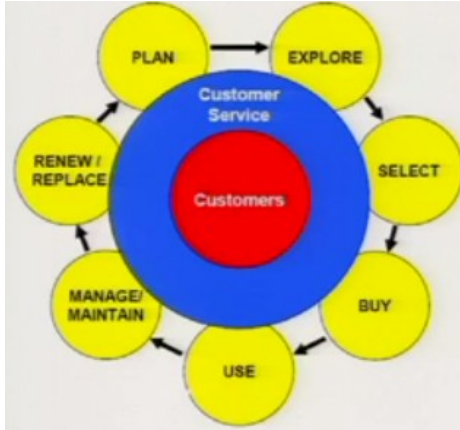 PLAN
EXPLORE
Customer
Service
RENEW /
REPLACE
SELECT
Customers
MANAGE/
MAINTAIN
BUY
USE